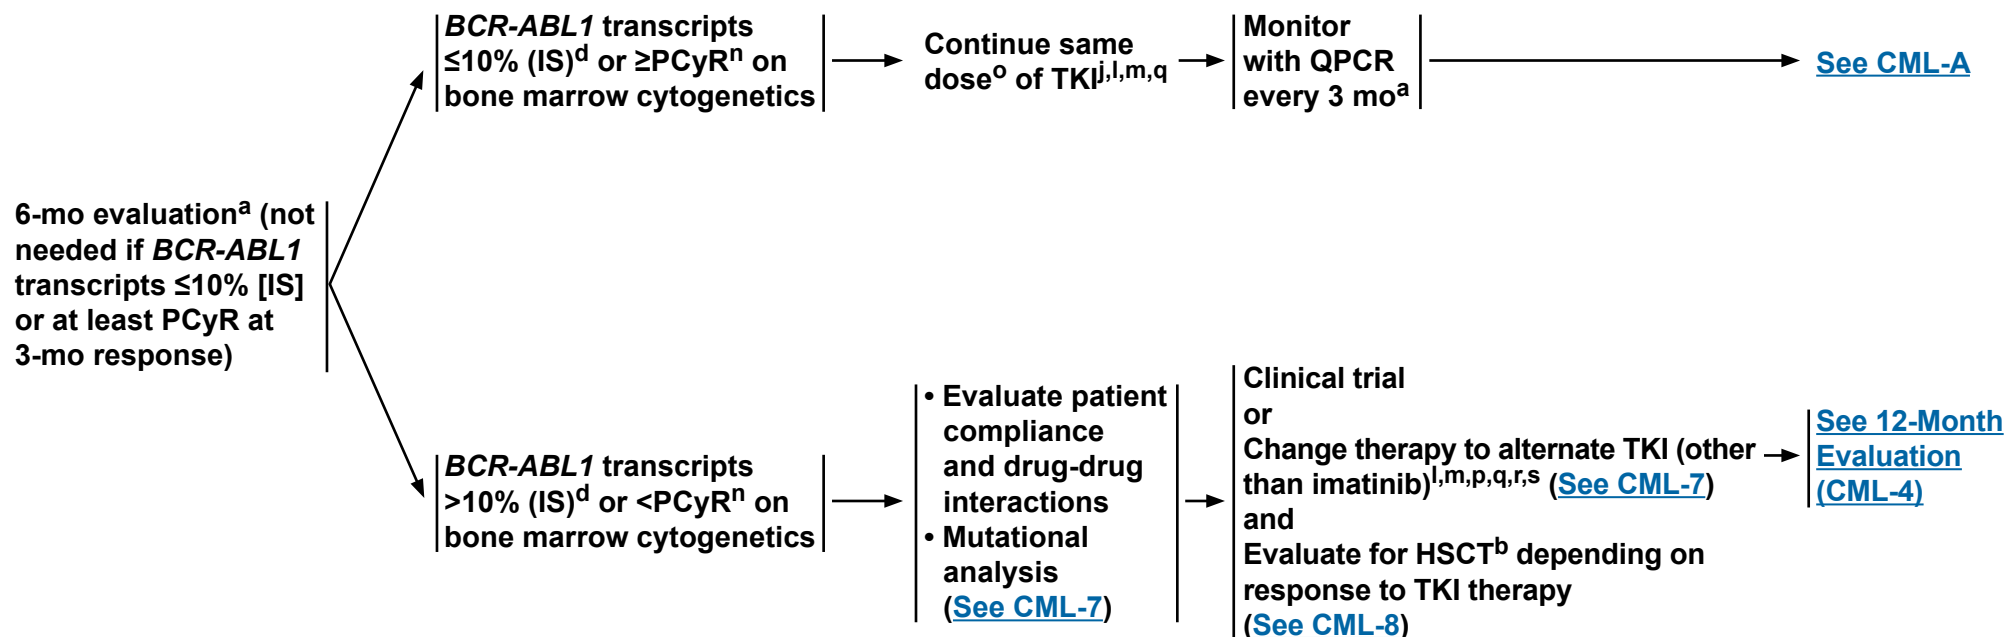 6-mo evaluationa (not
needed if BCR-ABL1
transcripts ≤10% [IS]
or at least PCyR at
3-mo response)
BCR-ABL1 transcripts
≤10% (IS)d or ≥PCyRn on
bone marrow cytogenetics
Continue same
doseo of TKIj,l,m,q
Monitor
with QPCR
every 3 moa
See CML-A
BCR-ABL1 transcripts
>10% (IS)d or <PCyRn on
bone marrow cytogenetics
• Evaluate patient
compliance
and drug-drug
interactions
• Mutational
analysis
(See CML-7)
Clinical trial
or
Change therapy to alternate TKI (other
than imatinib)l,m,p,q,r,s (See CML-7)
and
Evaluate for HSCTb depending on
response to TKI therapy
(See CML-8)
See 12-Month
Evaluation
(CML-4)